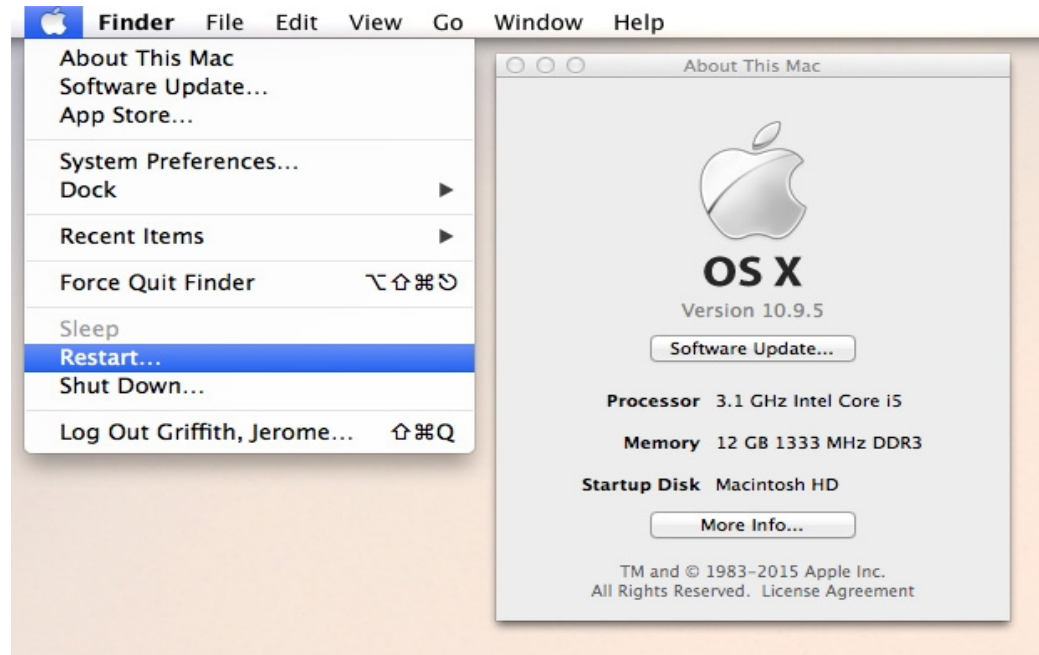 Finder File Edit View Go Window Help
About This Mac
Software Update...
App Store...
System Preferences...
Dock ▶
Recent Items ▶
Force Quit Finder ⌥⇧⌘⎋
Sleep
Restart...
Shut Down...
Log Out Griffith, Jerome... ⇧⌘Q
About This Mac
OS X
Version 10.9.5
Software Update...
Processor 3.1 GHz Intel Core i5
Memory 12 GB 1333 MHz DDR3
Startup Disk Macintosh HD
More Info...
TM and © 1983–2015 Apple Inc.
All Rights Reserved. License Agreement